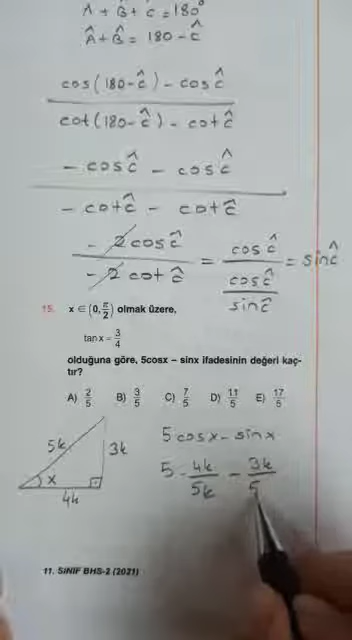 Â + B̂ + ĉ = 180°
Â + B̂ = 180 - ĉ
cos(180-ĉ) - cosĉ
cot(180-ĉ) - cotĉ
- cosĉ - cosĉ
- cotĉ - cotĉ
- 2cosĉ / - 2cotĉ = cosĉ / (cosĉ / sinĉ) = sinĉ
15. x ∈ (0, π/2) olmak üzere,
tanx = 3/4
olduğuna göre, 5cosx – sinx ifadesinin değeri kaç-
tır?
A) 2/5 B) 3/5 C) 7/5 D) 11/5 E) 17/5
5k 3k x 4k
5cosx - sinx
5 · 4k/5k - 3k/5
11. SINIF BHS-2 (2021)